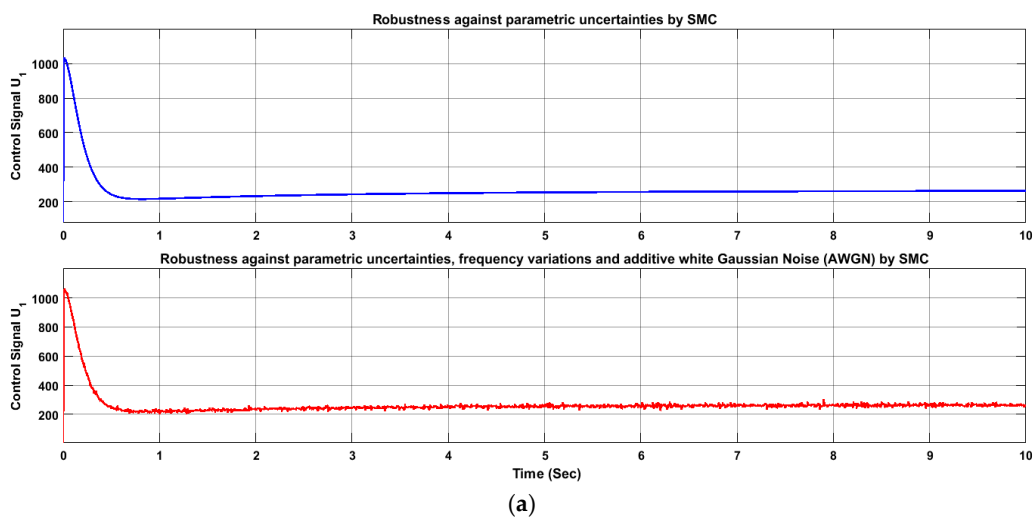 Robustness against parametric uncertainties by SMC
Control Signal U1
1000
800
600
400
200
0 1 2 3 4 5 6 7 8 9 10
Robustness against parametric uncertainties, frequency variations and additive white Gaussian Noise (AWGN) by SMC
Control Signal U1
1000
800
600
400
200
0 1 2 3 4 5 6 7 8 9 10
Time (Sec)
(a)